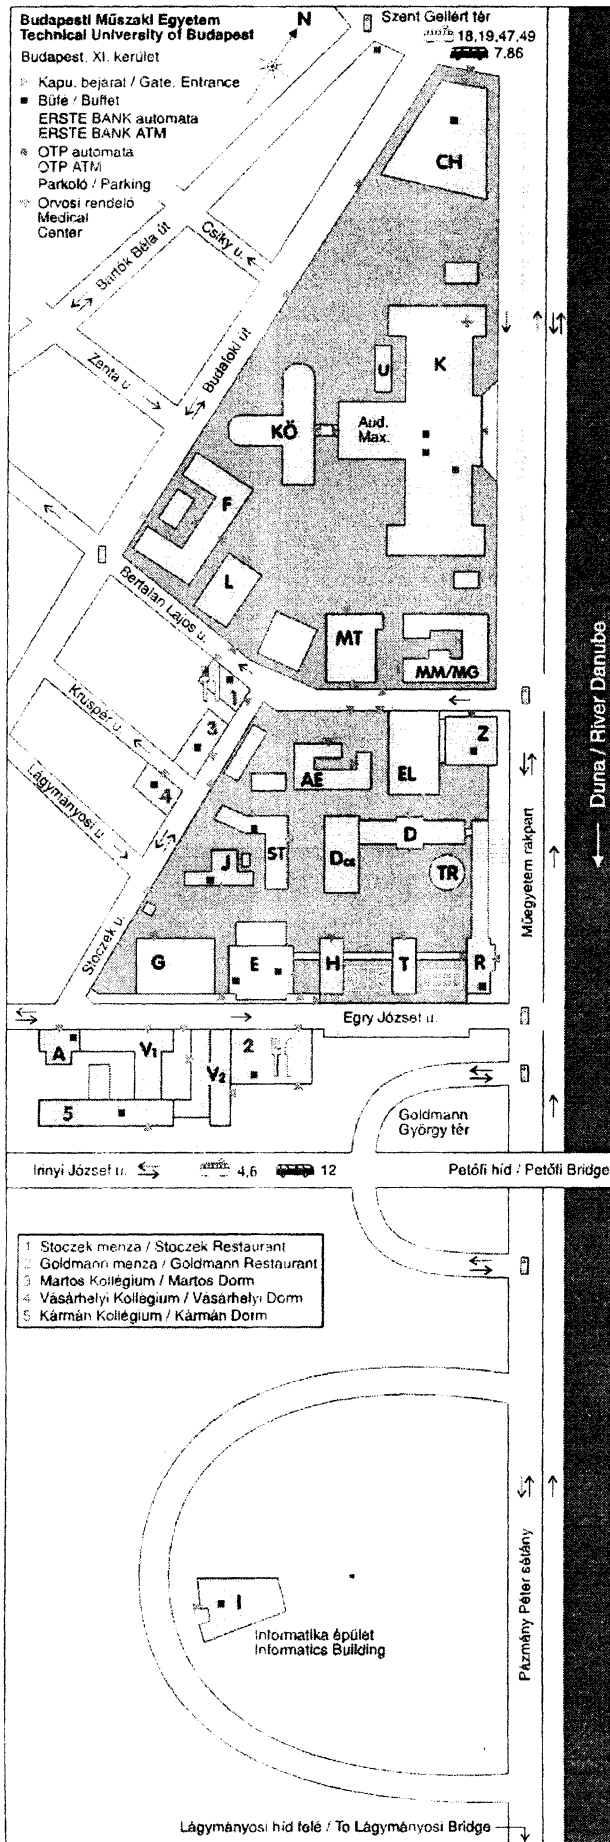 Budapesti Műszaki Egyetem
Technical University of Budapest
Budapest, XI. kerület
Kapu, bejárat / Gate, Entrance
Büfé / Buffet
ERSTE BANK automata
ERSTE BANK ATM
OTP automata
OTP ATM
Parkoló / Parking
Orvosi rendelő
Medical
Center
N
Szent Gellért tér
18,19,47,49
7,86
CH
Csiky u.
Bartók Béla út
Budafoki út
Zenta u.
K
U
KÖ
Aud.
Max.
F
L
Bertalan Lajos u.
MT
MM/MG
1
Kruspér u.
3
Z
4
AE
EL
Lágymányosi u.
Duna / River Danube
Műegyetem rakpart
ST
D
J
TR
Stoczek u.
G
E
H
T
R
Egry József u.
A
V1
V2
2
5
Goldmann
György tér
Irinyi József u.
4,6
12
Petőfi híd / Petőfi Bridge
1 Stoczek menza / Stoczek Restaurant
2 Goldmann menza / Goldmann Restaurant
3 Martos Kollégium / Martos Dorm
4 Vásárhelyi Kollégium / Vásárhelyi Dorm
5 Kármán Kollégium / Kármán Dorm
Pázmány Péter sétány
I
Informatika épület
Informatics Building
Lágymányosi híd felé / To Lágymányosi Bridge